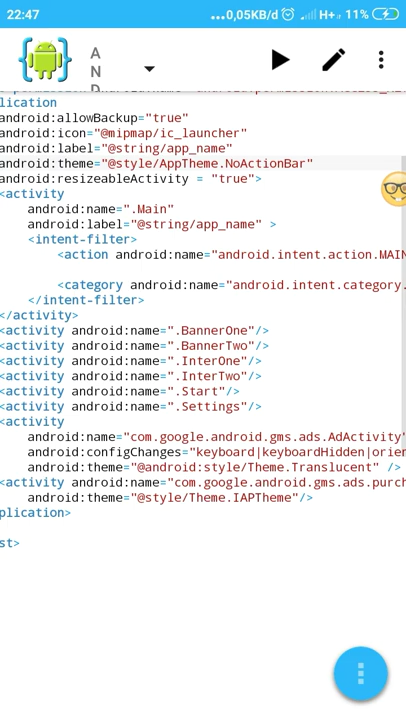 22:47
...0,05KB/d H+ 11%
A
N
D
lication
android:allowBackup="true"
android:icon="@mipmap/ic_launcher"
android:label="@string/app_name"
android:theme="@style/AppTheme.NoActionBar"
android:resizeableActivity = "true">
<activity
android:name=".Main"
android:label="@string/app_name" >
<intent-filter>
<action android:name="android.intent.action.MAIN
<category android:name="android.intent.category.
</intent-filter>
</activity>
<activity android:name=".BannerOne"/>
<activity android:name=".BannerTwo"/>
<activity android:name=".InterOne"/>
<activity android:name=".InterTwo"/>
<activity android:name=".Start"/>
<activity android:name=".Settings"/>
<activity
android:name="com.google.android.gms.ads.AdActivity"
android:configChanges="keyboard|keyboardHidden|orien
android:theme="@android:style/Theme.Translucent" />
<activity android:name="com.google.android.gms.ads.purch
android:theme="@style/Theme.IAPTheme"/>
plication>
st>